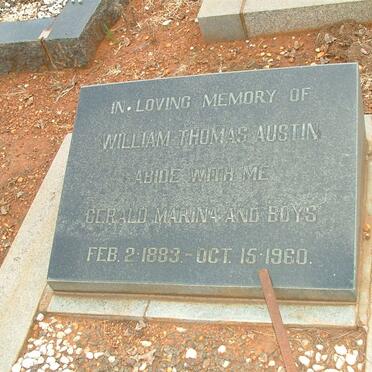 IN LOVING MEMORY OF
WILLIAM THOMAS AUSTIN
ABIDE WITH ME
GERALD MARINA AND BOYS
FEB. 2·1883.-OCT. 15·1960.